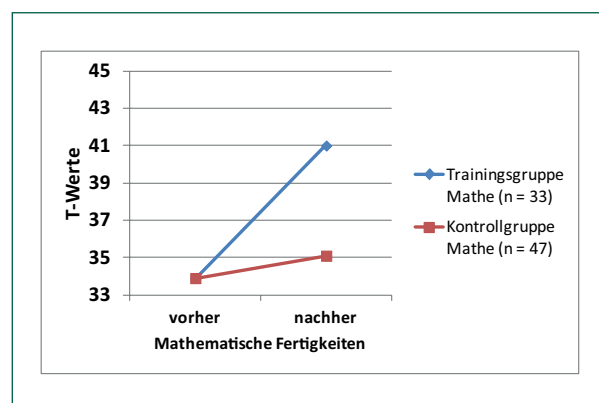 45
43
41
39
37
35
33
T-Werte
vorher nachher
Mathematische Fertigkeiten
Trainingsgruppe
Mathe (n = 33)
Kontrollgruppe
Mathe (n = 47)